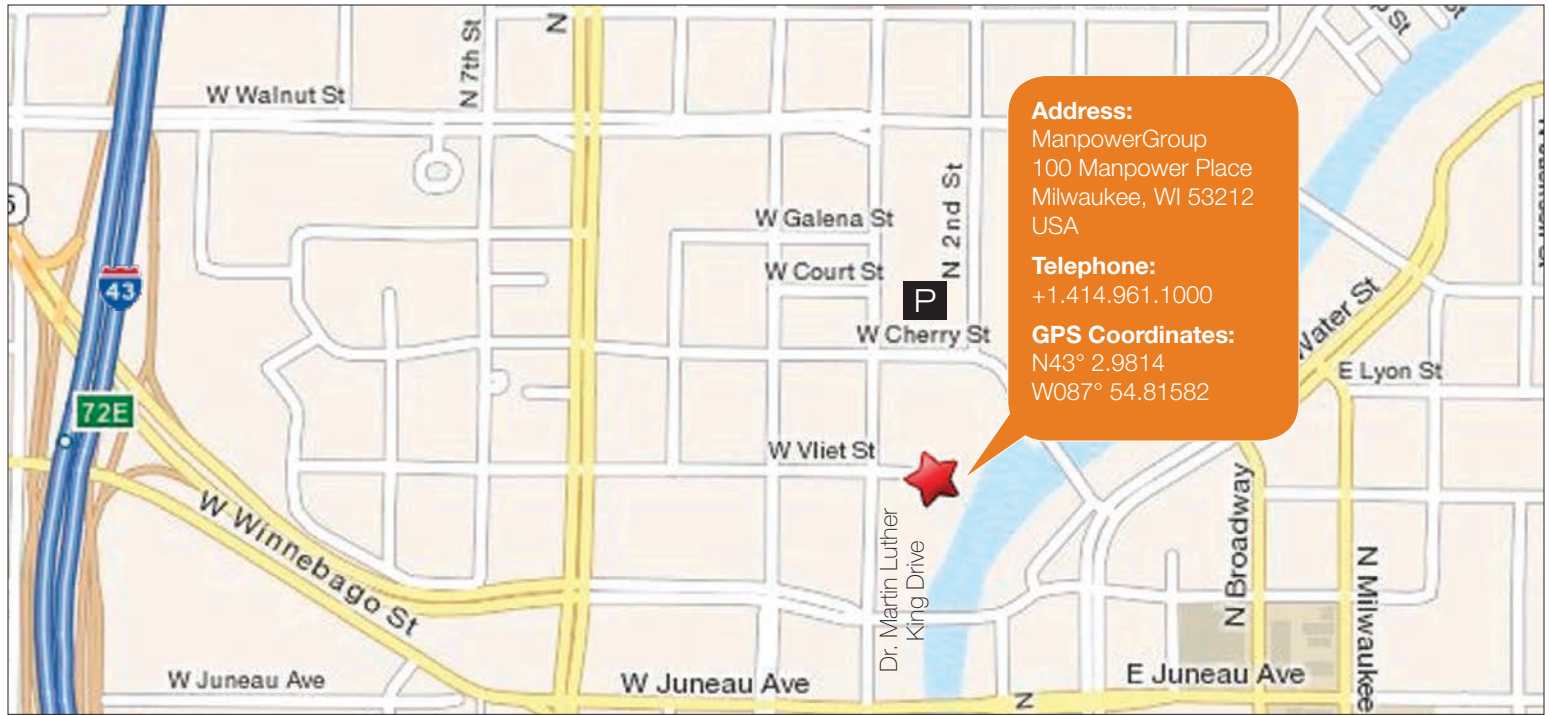 N
N 7th St
St
W Walnut St
Address:
ManpowerGroup
100 Manpower Place
Milwaukee, WI 53212
USA
Telephone:
+1.414.961.1000
GPS Coordinates:
N43° 2.9814
W087° 54.81582
N 2nd St
W Galena St
W Court St
43
P
W Cherry St
Water St
E Lyon St
72E
W Vliet St
W Winnebago St
Dr. Martin Luther
King Drive
N Broadway
N Milwaukee
W Juneau Ave
W Juneau Ave
E Juneau Ave
N